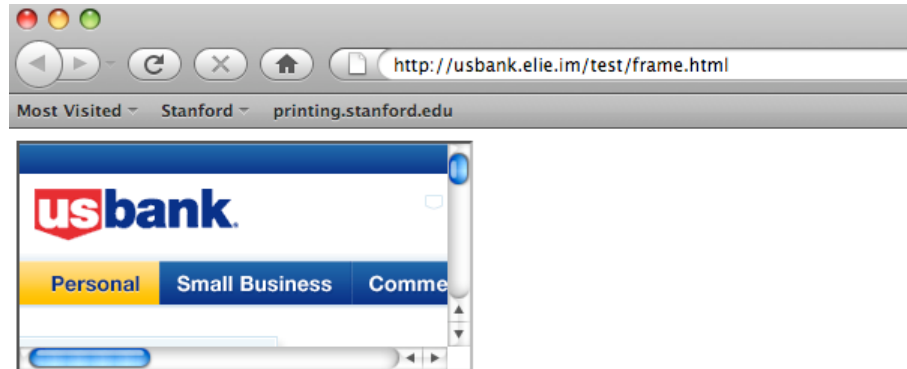 http://usbank.elie.im/test/frame.html
Most Visited Stanford printing.stanford.edu
usbank.
Personal Small Business Comme